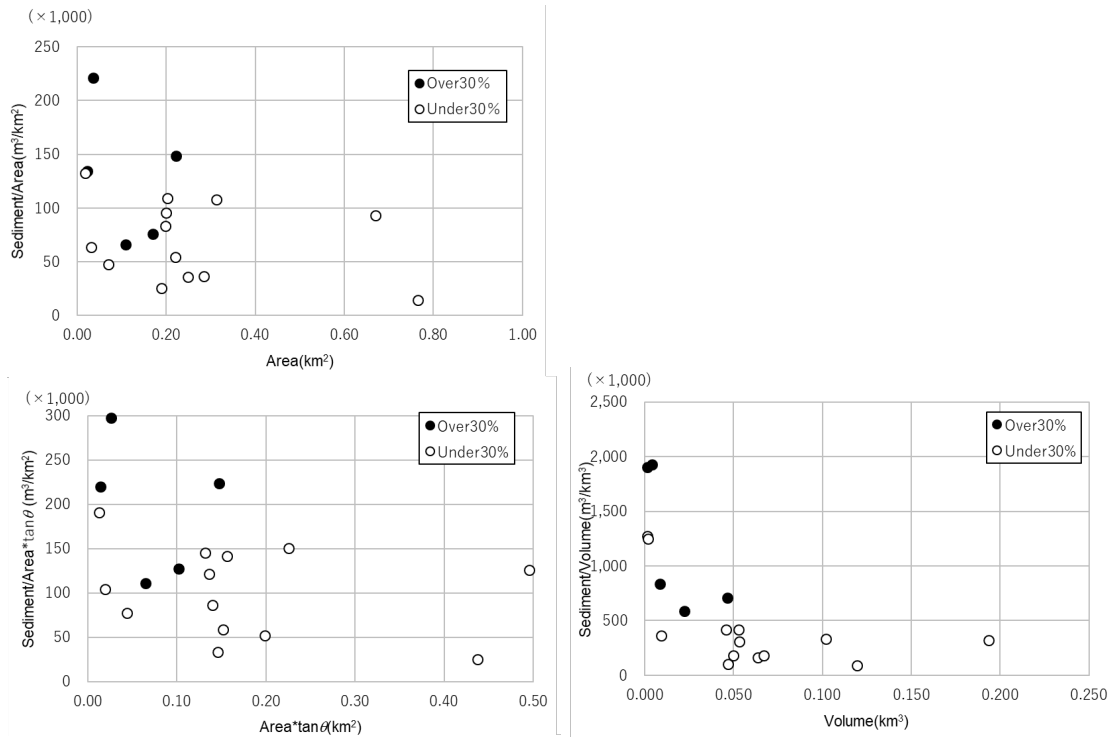 (×1,000)
250
200
150
100
50
0
Sediment/Area(m³/km²)
Over30%
Under30%
0.00 0.20 0.40 0.60 0.80 1.00
Area(km²)
(×1,000)
300
250
200
150
100
50
0
Sediment/Area*tanθ (m³/km²)
Over30%
Under30%
0.00 0.10 0.20 0.30 0.40 0.50
Area*tanθ(km²)
(×1,000)
2,500
2,000
1,500
1,000
500
0
Sediment/Volume(m³/km³)
Over30%
Under30%
0.000 0.050 0.100 0.150 0.200 0.250
Volume(km³)